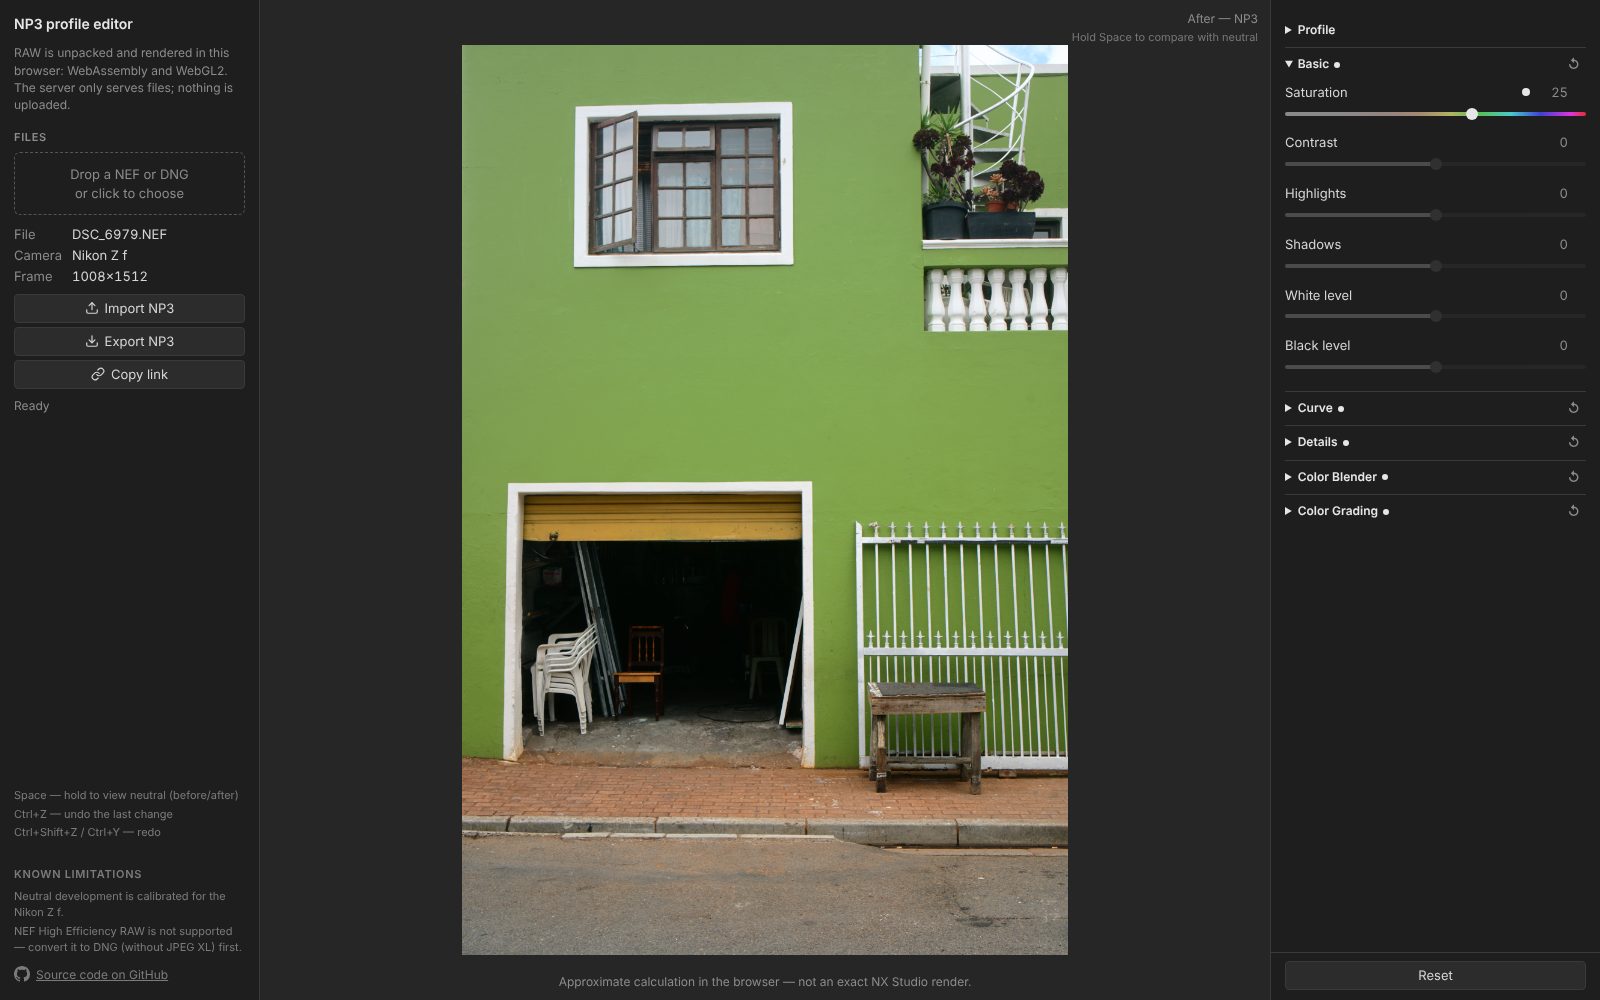 NP3 profile editor
RAW is unpacked and rendered in this
browser: WebAssembly and WebGL2.
The server only serves files; nothing is
uploaded.
FILES
Drop a NEF or DNG
or click to choose
File DSC_6979.NEF
Camera Nikon Z f
Frame 1008×1512
Import NP3
Export NP3
Copy link
Ready
Space — hold to view neutral (before/after)
Ctrl+Z — undo the last change
Ctrl+Shift+Z / Ctrl+Y — redo
KNOWN LIMITATIONS
Neutral development is calibrated for the
Nikon Z f.
NEF High Efficiency RAW is not supported
— convert it to DNG (without JPEG XL) first.
Source code on GitHub
After — NP3
Hold Space to compare with neutral
Approximate calculation in the browser — not an exact NX Studio render.
Profile
Basic
Saturation 25
Contrast 0
Highlights 0
Shadows 0
White level 0
Black level 0
Curve
Details
Color Blender
Color Grading
Reset